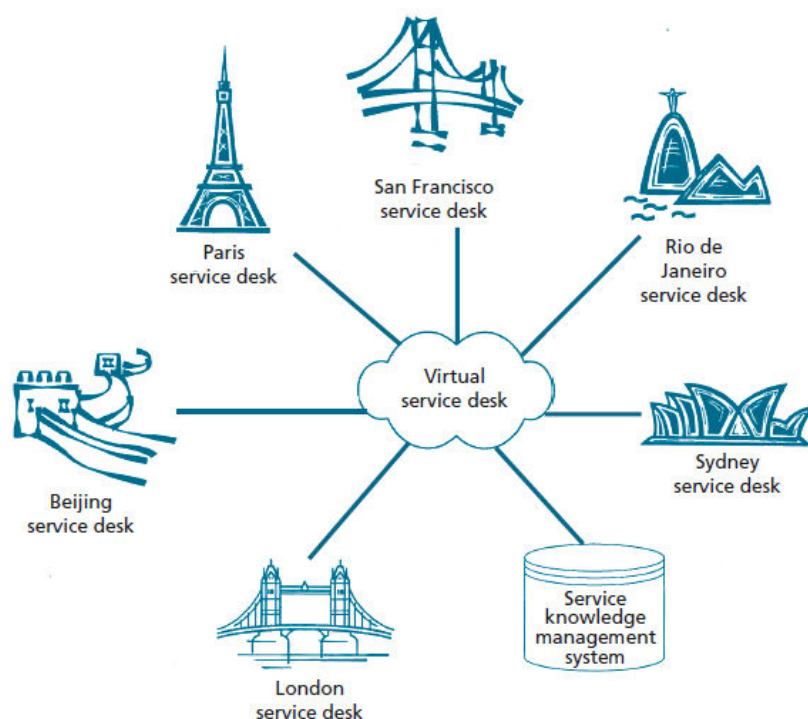 San Francisco
service desk
Paris
service desk
Rio de
Janeiro
service desk
Virtual
service desk
Beijing
service desk
Sydney
service desk
London
service desk
Service
knowledge
management
system